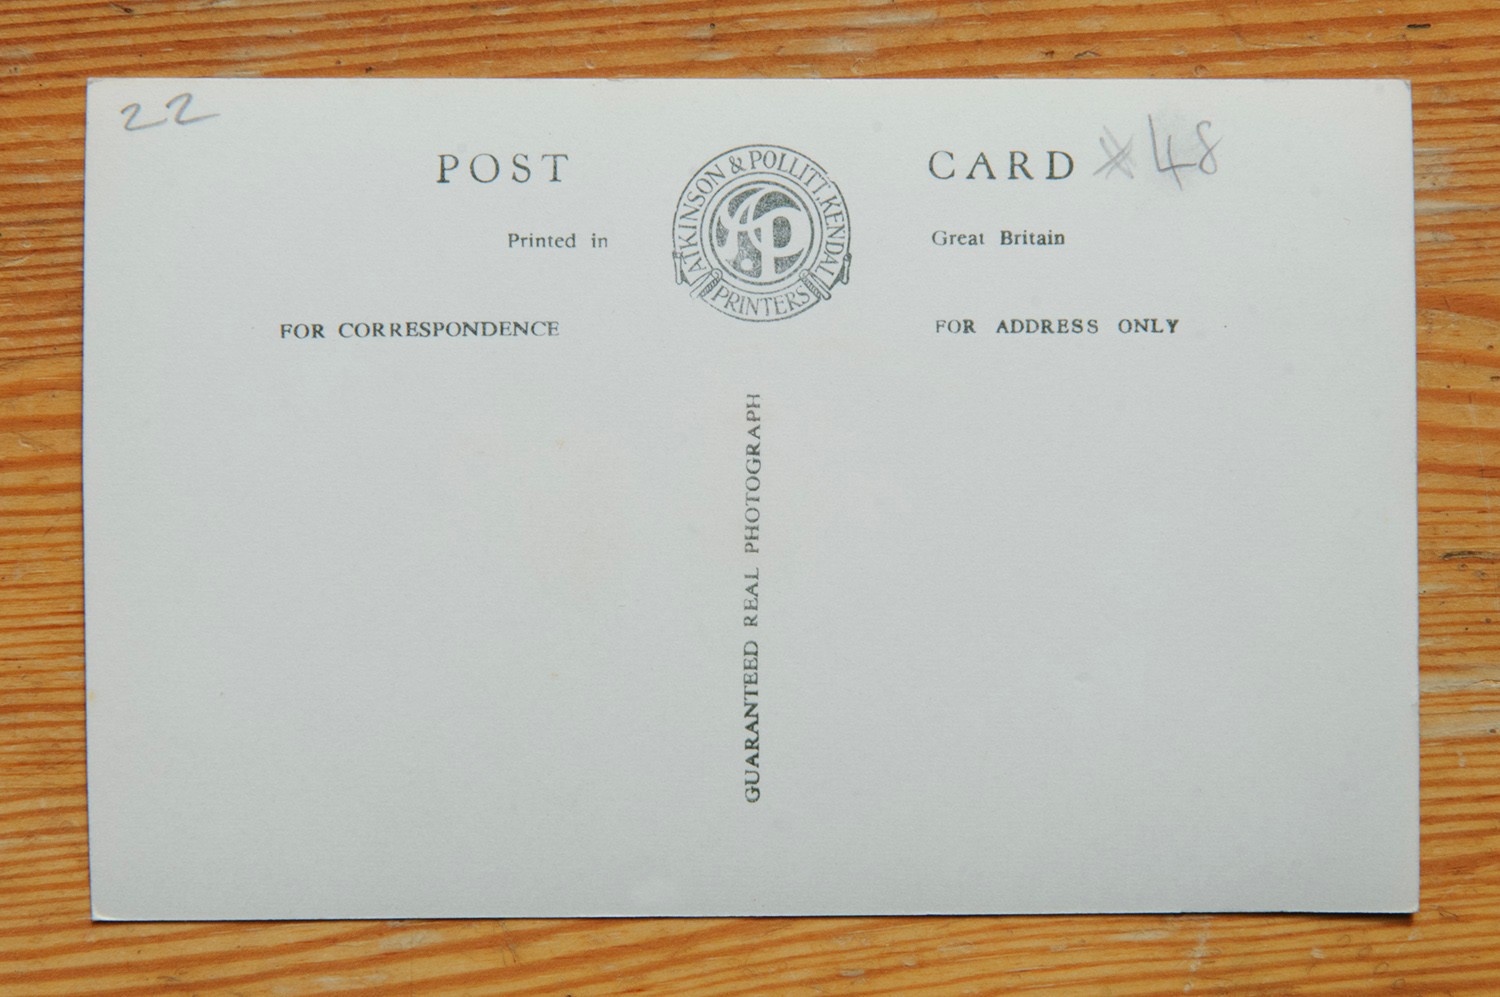 22
POST CARD * 48
ATKINSON & POLLITT, KENDAL
PRINTERS
AP
Printed in Great Britain
FOR CORRESPONDENCE
FOR ADDRESS ONLY
GUARANTEED REAL PHOTOGRAPH